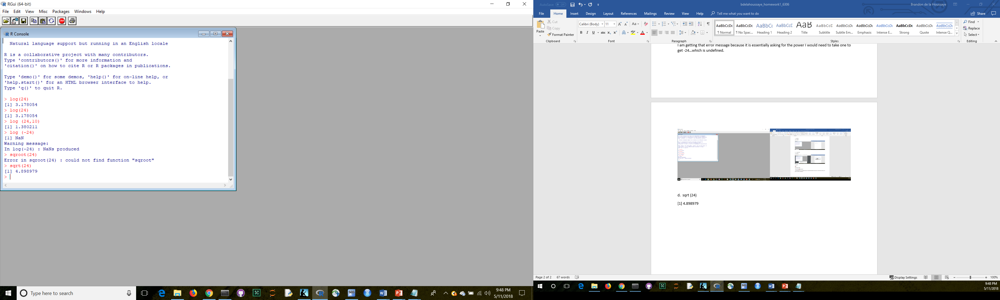 RGui (64-bit)
File Edit View Misc Packages Windows Help
STOP
R Console
Natural language support but running in an English locale
R is a collaborative project with many contributors.
Type 'contributors()' for more information and
'citation()' on how to cite R or R packages in publications.
Type 'demo()' for some demos, 'help()' for on-line help, or
'help.start()' for an HTML browser interface to help.
Type 'q()' to quit R.
> log(24)
[1] 3.178054
> log(24)
[1] 3.178054
> log (24,10)
[1] 1.380211
> log (-24)
[1] NaN
Warning message:
In log(-24) : NaNs produced
> sqroot(24)
Error in sqroot(24) : could not find function "sqroot"
> sqrt(24)
[1] 4.898979
>
Type here to search
9:48 PM
5/11/2018
AutoSave Off
bdelahoussaye_homework1_6306
Brandon de la Houssaye
File Home Insert Design Layout References Mailings Review View Help Tell me what you want to do
Share
Paste
Cut
Copy
Format Painter
Clipboard
Calibri (Body) 11
Font
Paragraph
AaBbCcDc AaBbCcDc AaBbC( AaBbCcE AaB AaBbCcD AaBbCcDc AaBbCcDc AaBbCcDc AaBbCcDc AaBbCcDc AaBbCcDc
¶ Normal ¶ No Spac... Heading 1 Heading 2 Title Subtitle Subtle Em... Emphasis Intense E... Strong Quote Intense Q...
Styles
Find
Replace
Select
Editing
I am getting that error message because it is essentially asking for the power I would need to take one to
get -24...which is undefined.
d. sqrt (24)
[1] 4.898979
Page 2 of 2 67 words
Display Settings
100%
9:48 PM
5/11/2018